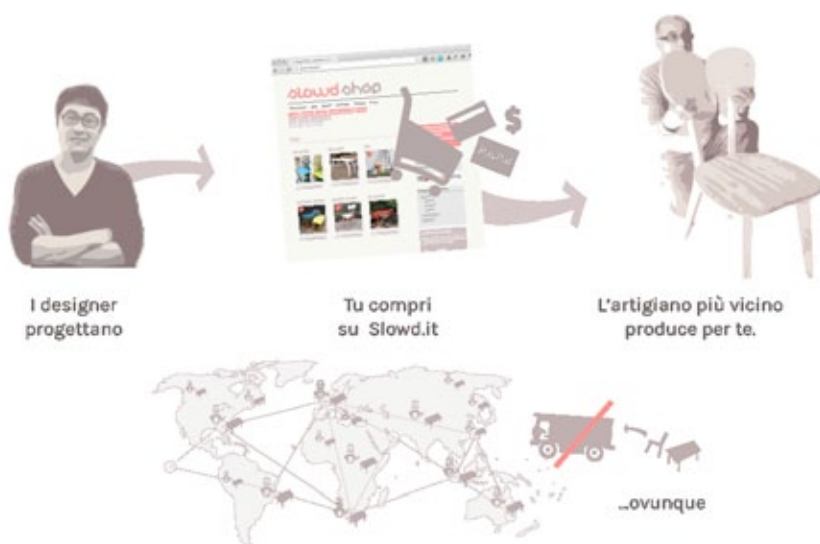 slowd shop
$
I designer
progettano
Tu compri
su Slowd.it
L'artigiano più vicino
produce per te.
...ovunque